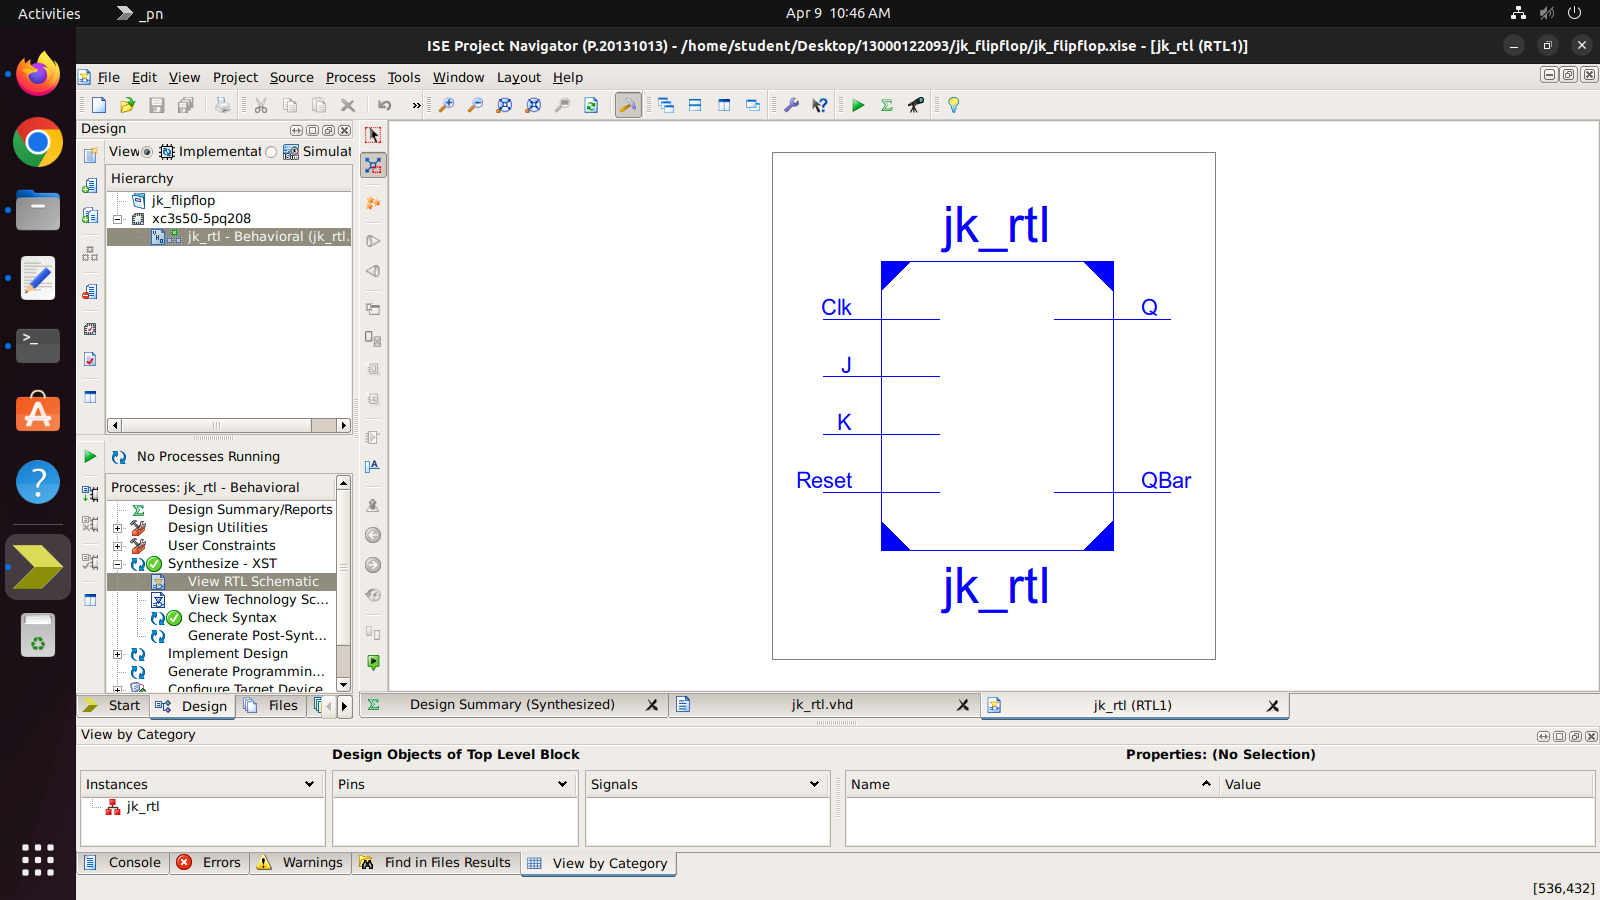 Activities
_pn
Apr 9 10:46 AM
ISE Project Navigator (P.20131013) - /home/student/Desktop/13000122093/jk_flipflop/jk_flipflop.xise - [jk_rtl (RTL1)]
File Edit View Project Source Process Tools Window Layout Help
»
Design
View Implementat Simulat
Hierarchy
jk_flipflop
xc3s50-5pq208
jk_rtl - Behavioral (jk_rtl.
No Processes Running
Processes: jk_rtl - Behavioral
Design Summary/Reports
Design Utilities
User Constraints
Synthesize - XST
View RTL Schematic
View Technology Sc...
Check Syntax
Generate Post-Synt...
Implement Design
Generate Programmin...
Configure Target Device
Start Design Files
jk_rtl
Clk
Q
J
K
Reset
QBar
jk_rtl
Design Summary (Synthesized) jk_rtl.vhd jk_rtl (RTL1)
View by Category
Design Objects of Top Level Block
Properties: (No Selection)
Instances Pins Signals Name Value
jk_rtl
Console Errors Warnings Find in Files Results View by Category
[536,432]